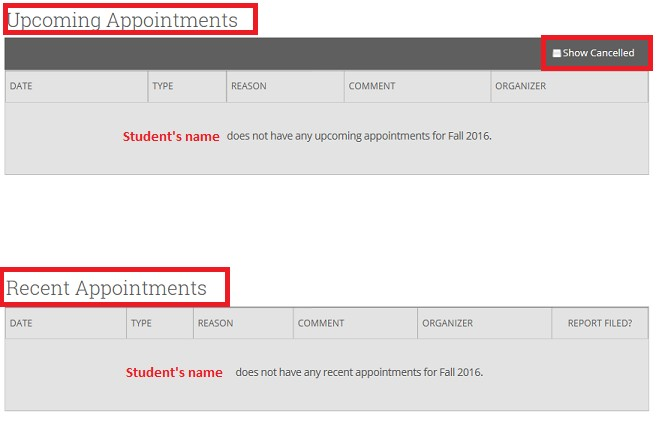 Upcoming Appointments
Show Cancelled
DATE TYPE REASON COMMENT ORGANIZER
Student's name does not have any upcoming appointments for Fall 2016.
Recent Appointments
DATE TYPE REASON COMMENT ORGANIZER REPORT FILED?
Student's name does not have any recent appointments for Fall 2016.